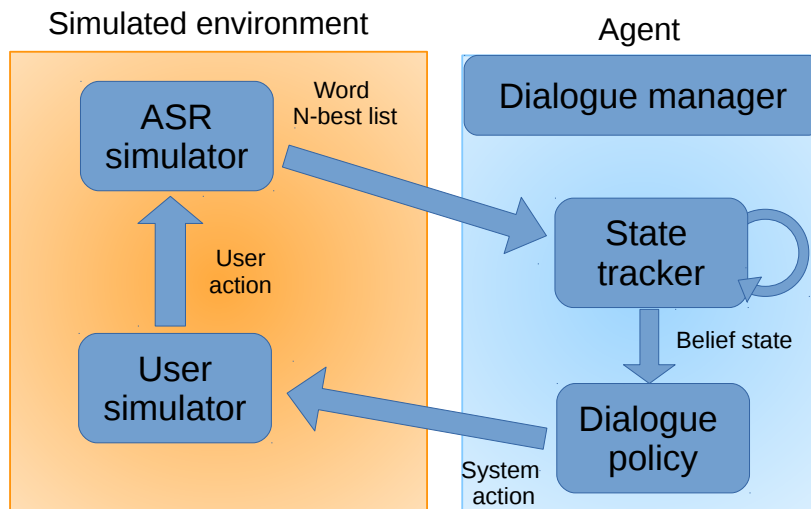 Simulated environment
Agent
Word
N-best list
Dialogue manager
ASR
simulator
State
tracker
User
action
Belief state
User
simulator
Dialogue
policy
System
action